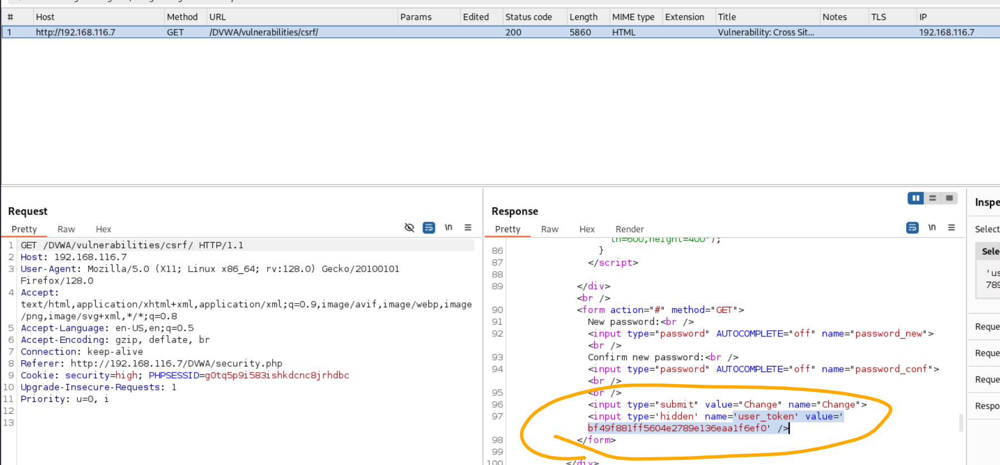 # Host Method URL Params Edited Status code Length MIME type Extension Title Notes TLS IP
1 http://192.168.116.7 GET /DVWA/vulnerabilities/csrf/ 200 5860 HTML Vulnerability: Cross Sit... 192.168.116.7
Request
Pretty Raw Hex \n
1 GET /DVWA/vulnerabilities/csrf/ HTTP/1.1
2 Host: 192.168.116.7
3 User-Agent: Mozilla/5.0 (X11; Linux x86_64; rv:128.0) Gecko/20100101
Firefox/128.0
4 Accept:
text/html,application/xhtml+xml,application/xml;q=0.9,image/avif,image/webp,image
/png,image/svg+xml,*/*;q=0.8
5 Accept-Language: en-US,en;q=0.5
6 Accept-Encoding: gzip, deflate, br
7 Connection: keep-alive
8 Referer: http://192.168.116.7/DVWA/security.php
9 Cookie: security=high; PHPSESSID=g0tq5p9i583ishkdcnc8jrhdbc
10 Upgrade-Insecure-Requests: 1
11 Priority: u=0, i
12
13
Response
Pretty Raw Hex Render \n
th=600,height=400");
86 }
87 </script>
88
89 </div>
<br />
90 <form action="#" method="GET">
91 New password:<br />
92 <input type="password" AUTOCOMPLETE="off" name="password_new">
<br />
93 Confirm new password:<br />
94 <input type="password" AUTOCOMPLETE="off" name="password_conf">
<br />
95 <br />
96 <input type="submit" value="Change" name="Change">
97 <input type='hidden' name='user_token' value='
bf49f881ff5604e2789e136eaa1f6ef0' />
98 </form>
99
100 </div>
Inspe
Select
Sele
'us
789
Reque
Reque
Reque
Respo